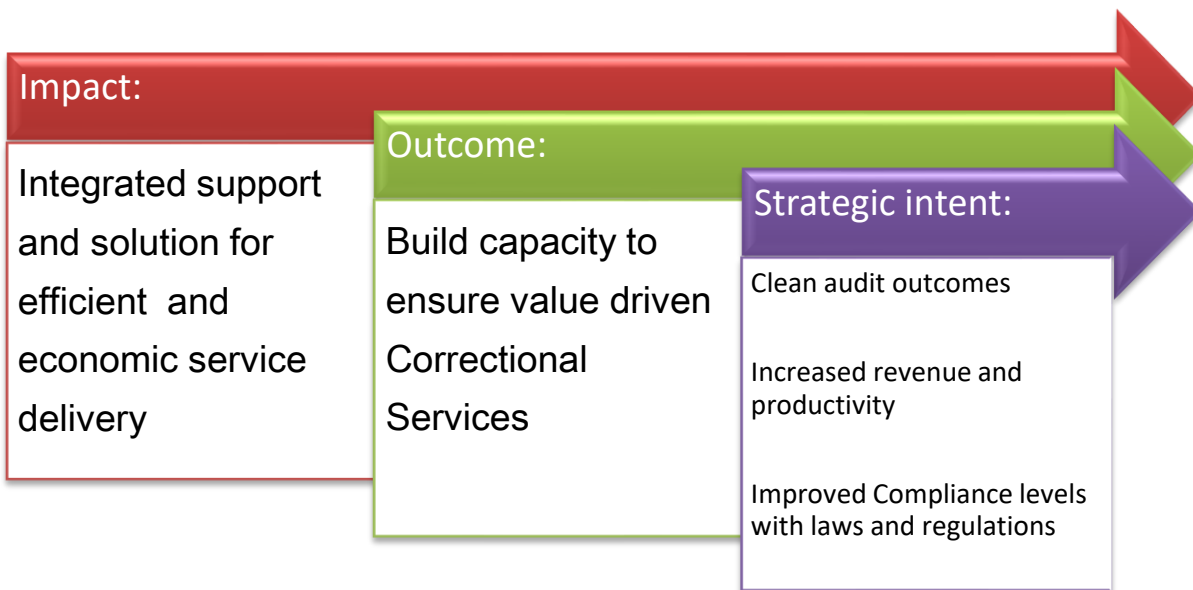 Impact:
Integrated support
and solution for
efficient  and
economic service
delivery
Outcome:
Build capacity to
ensure value driven
Correctional
Services
Strategic intent:
Clean audit outcomes
Increased revenue and
productivity
Improved Compliance levels
with laws and regulations